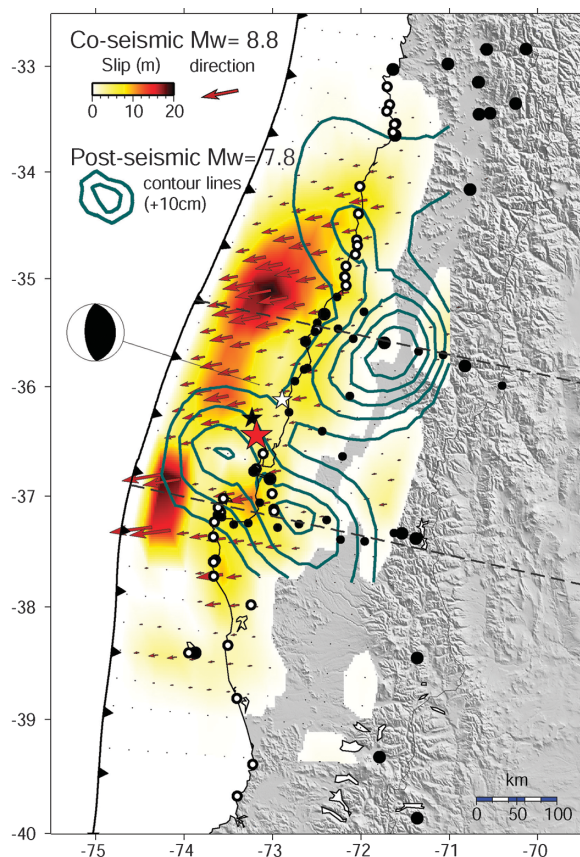 Co-seismic Mw= 8.8
Slip (m)
direction
0 10 20
Post-seismic Mw= 7.8
contour lines
(+10cm)
-33
-34
-35
-36
-37
-38
-39
-40
km
0 50 100
-75 -74 -73 -72 -71 -70